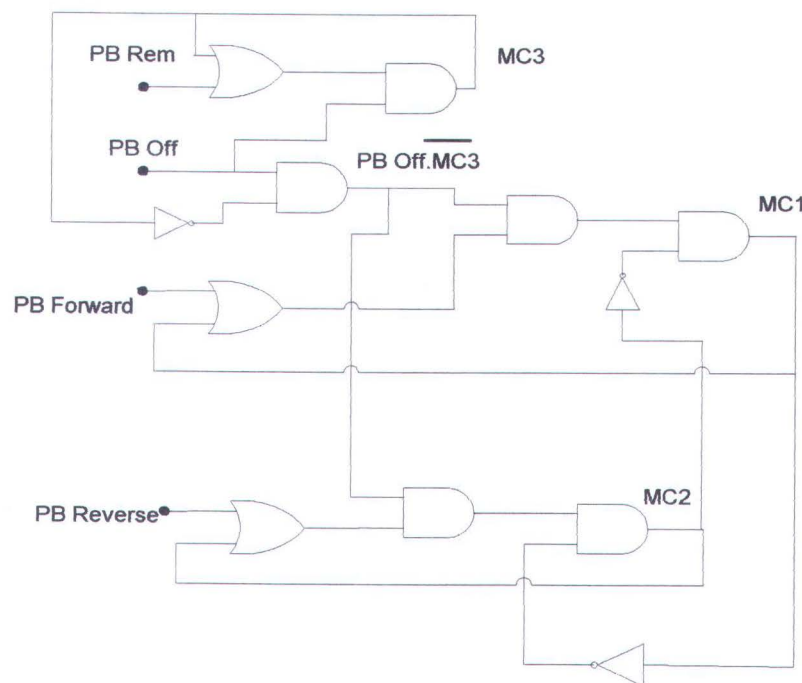 PB Rem
MC3
PB Off
PB Off.MC3
MC1
PB Forward
MC2
PB Reverse